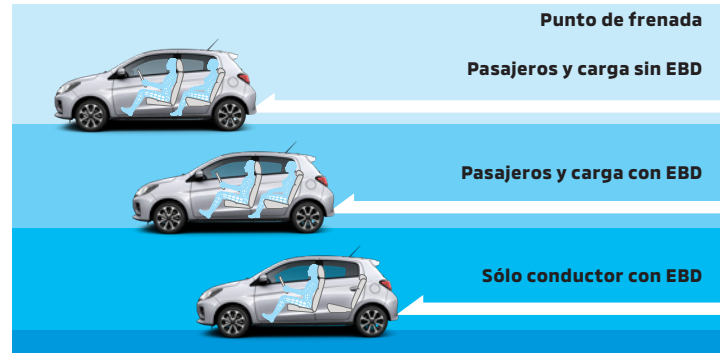 Punto de frenada
Pasajeros y carga sin EBD
Pasajeros y carga con EBD
Sólo conductor con EBD